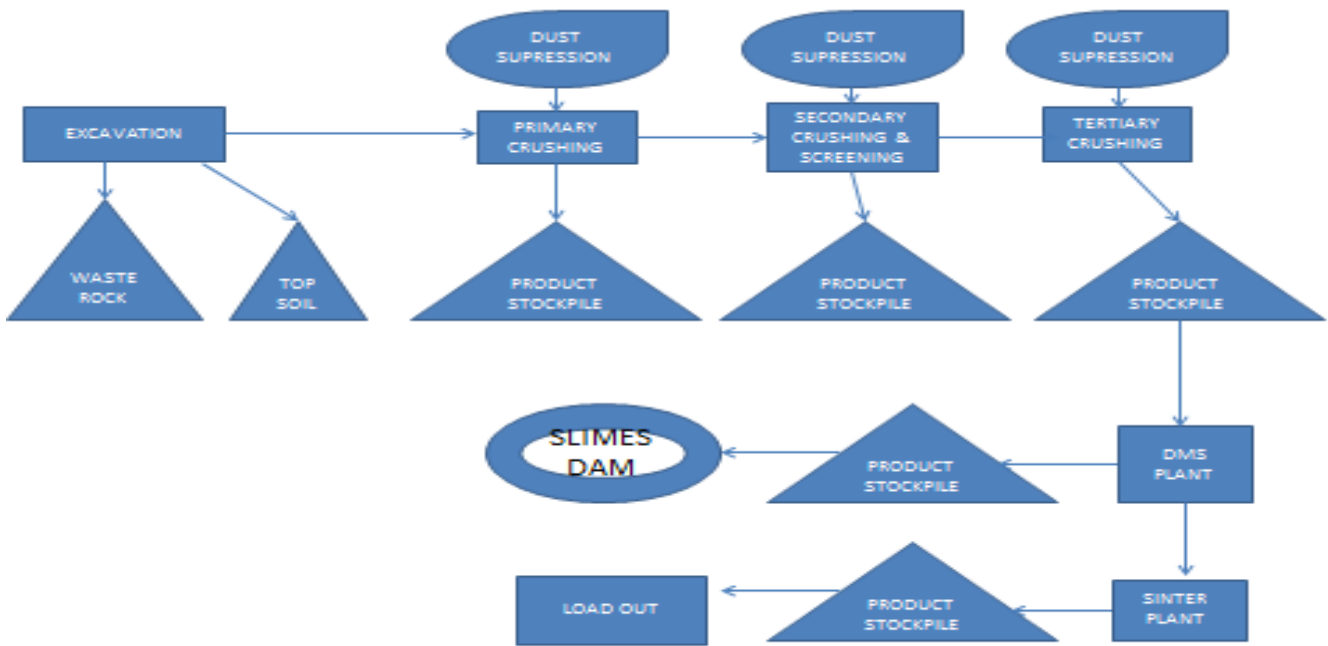 DUST
SUPRESSION
DUST
SUPRESSION
DUST
SUPRESSION
EXCAVATION
PRIMARY
CRUSHING
SECONDARY
CRUSHING &
SCREENING
TERTIARY
CRUSHING
WASTE
ROCK
TOP
SOIL
PRODUCT
STOCKPILE
PRODUCT
STOCKPILE
PRODUCT
STOCKPILE
SLIMES
DAM
PRODUCT
STOCKPILE
DMS
PLANT
LOAD OUT
PRODUCT
STOCKPILE
SINTER
PLANT